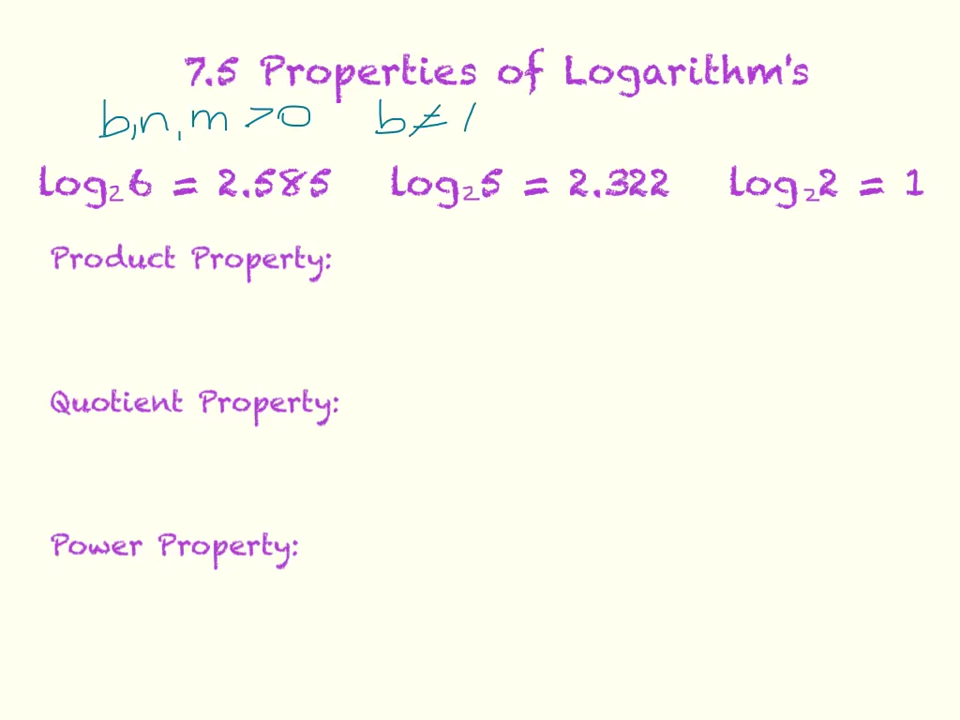 7.5 Properties of Logarithm's
b,n,m >0 b≠1
log₂6 = 2.585 log₂5 = 2.322 log₂2 = 1
Product Property:
Quotient Property:
Power Property: